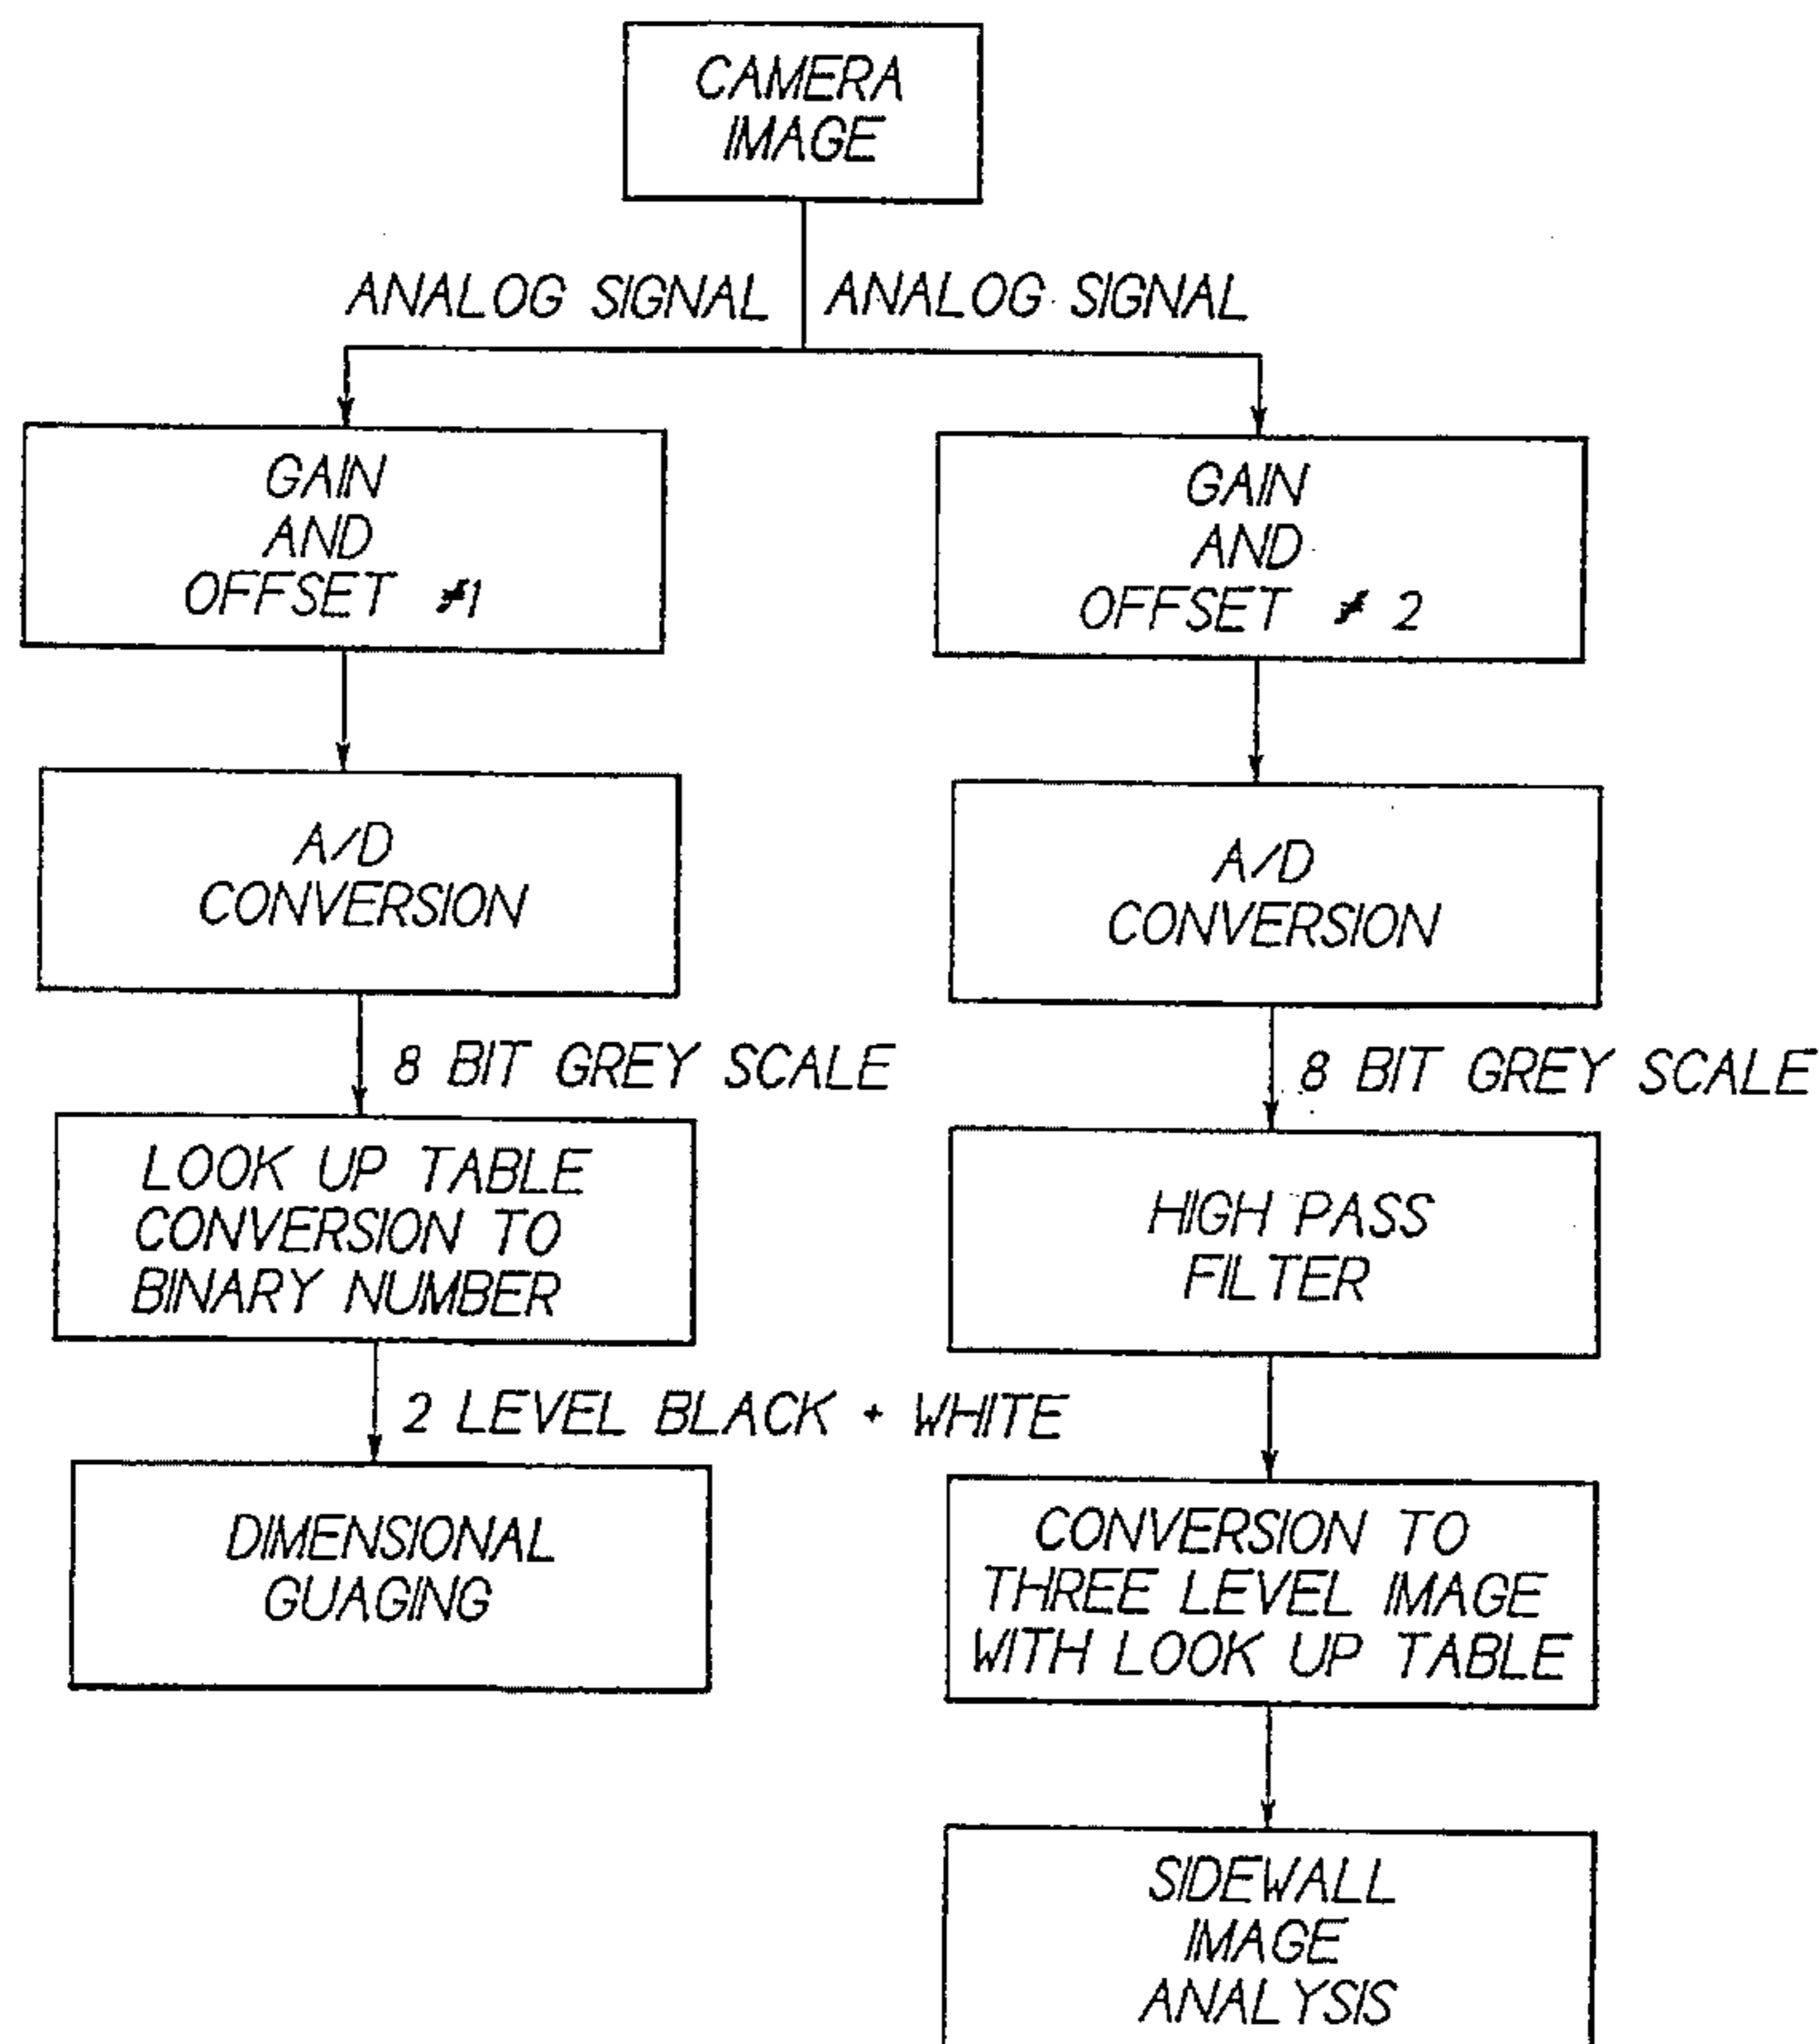 CAMERA
IMAGE
ANALOG SIGNAL
ANALOG SIGNAL
GAIN
AND
OFFSET #1
GAIN
AND
OFFSET # 2
A/D
CONVERSION
A/D
CONVERSION
8 BIT GREY SCALE
8 BIT GREY SCALE
LOOK UP TABLE
CONVERSION TO
BINARY NUMBER
HIGH PASS
FILTER
2 LEVEL BLACK + WHITE
DIMENSIONAL
GUAGING
CONVERSION TO
THREE LEVEL IMAGE
WITH LOOK UP TABLE
SIDEWALL
IMAGE
ANALYSIS